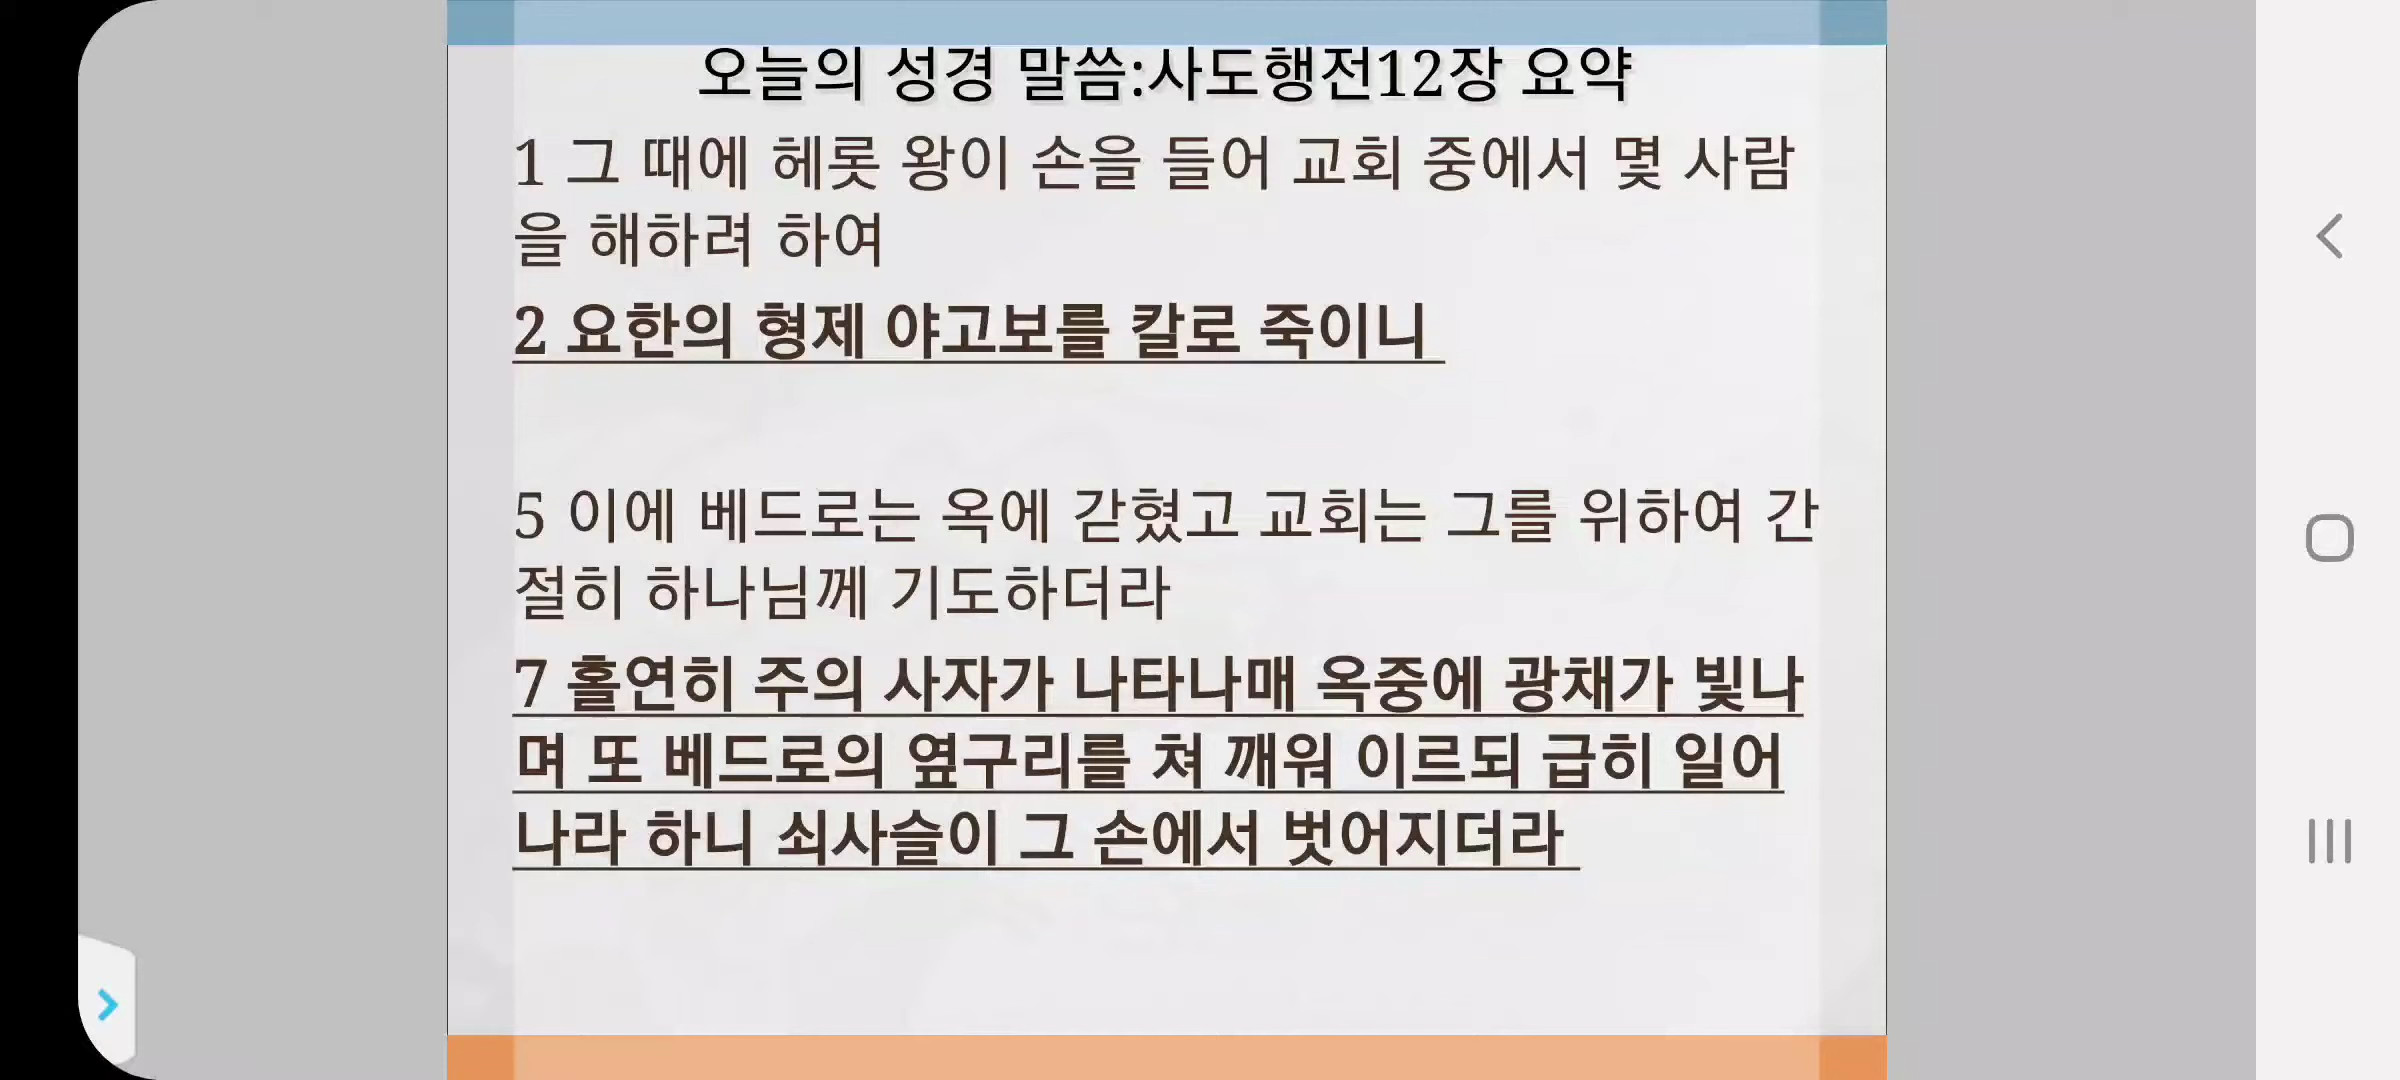 오늘의 성경 말씀:사도행전12장 요약
1 그 때에 헤롯 왕이 손을 들어 교회 중에서 몇 사람
을 해하려 하여
2 요한의 형제 야고보를 칼로 죽이니
5 이에 베드로는 옥에 갇혔고 교회는 그를 위하여 간
절히 하나님께 기도하더라
7 홀연히 주의 사자가 나타나매 옥중에 광채가 빛나
며 또 베드로의 옆구리를 쳐 깨워 이르되 급히 일어
나라 하니 쇠사슬이 그 손에서 벗어지더라